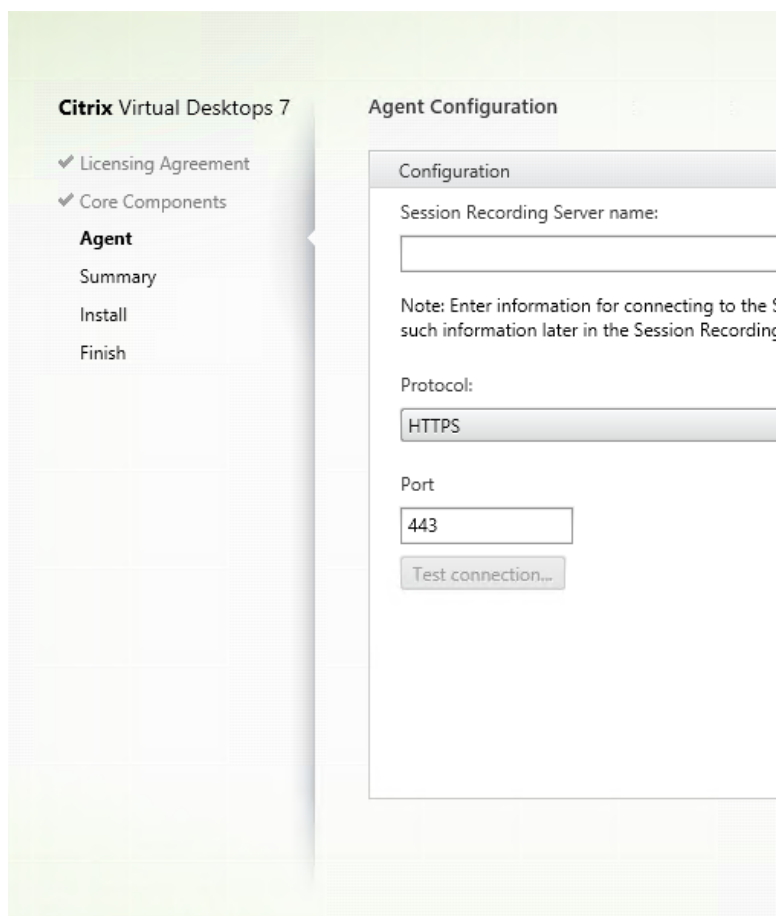 Citrix Virtual Desktops 7
✔ Licensing Agreement
✔ Core Components
Agent
Summary
Install
Finish
Agent Configuration
Configuration
Session Recording Server name:
Note: Enter information for connecting to the
such information later in the Session Recording
Protocol:
HTTPS
Port
443
Test connection...